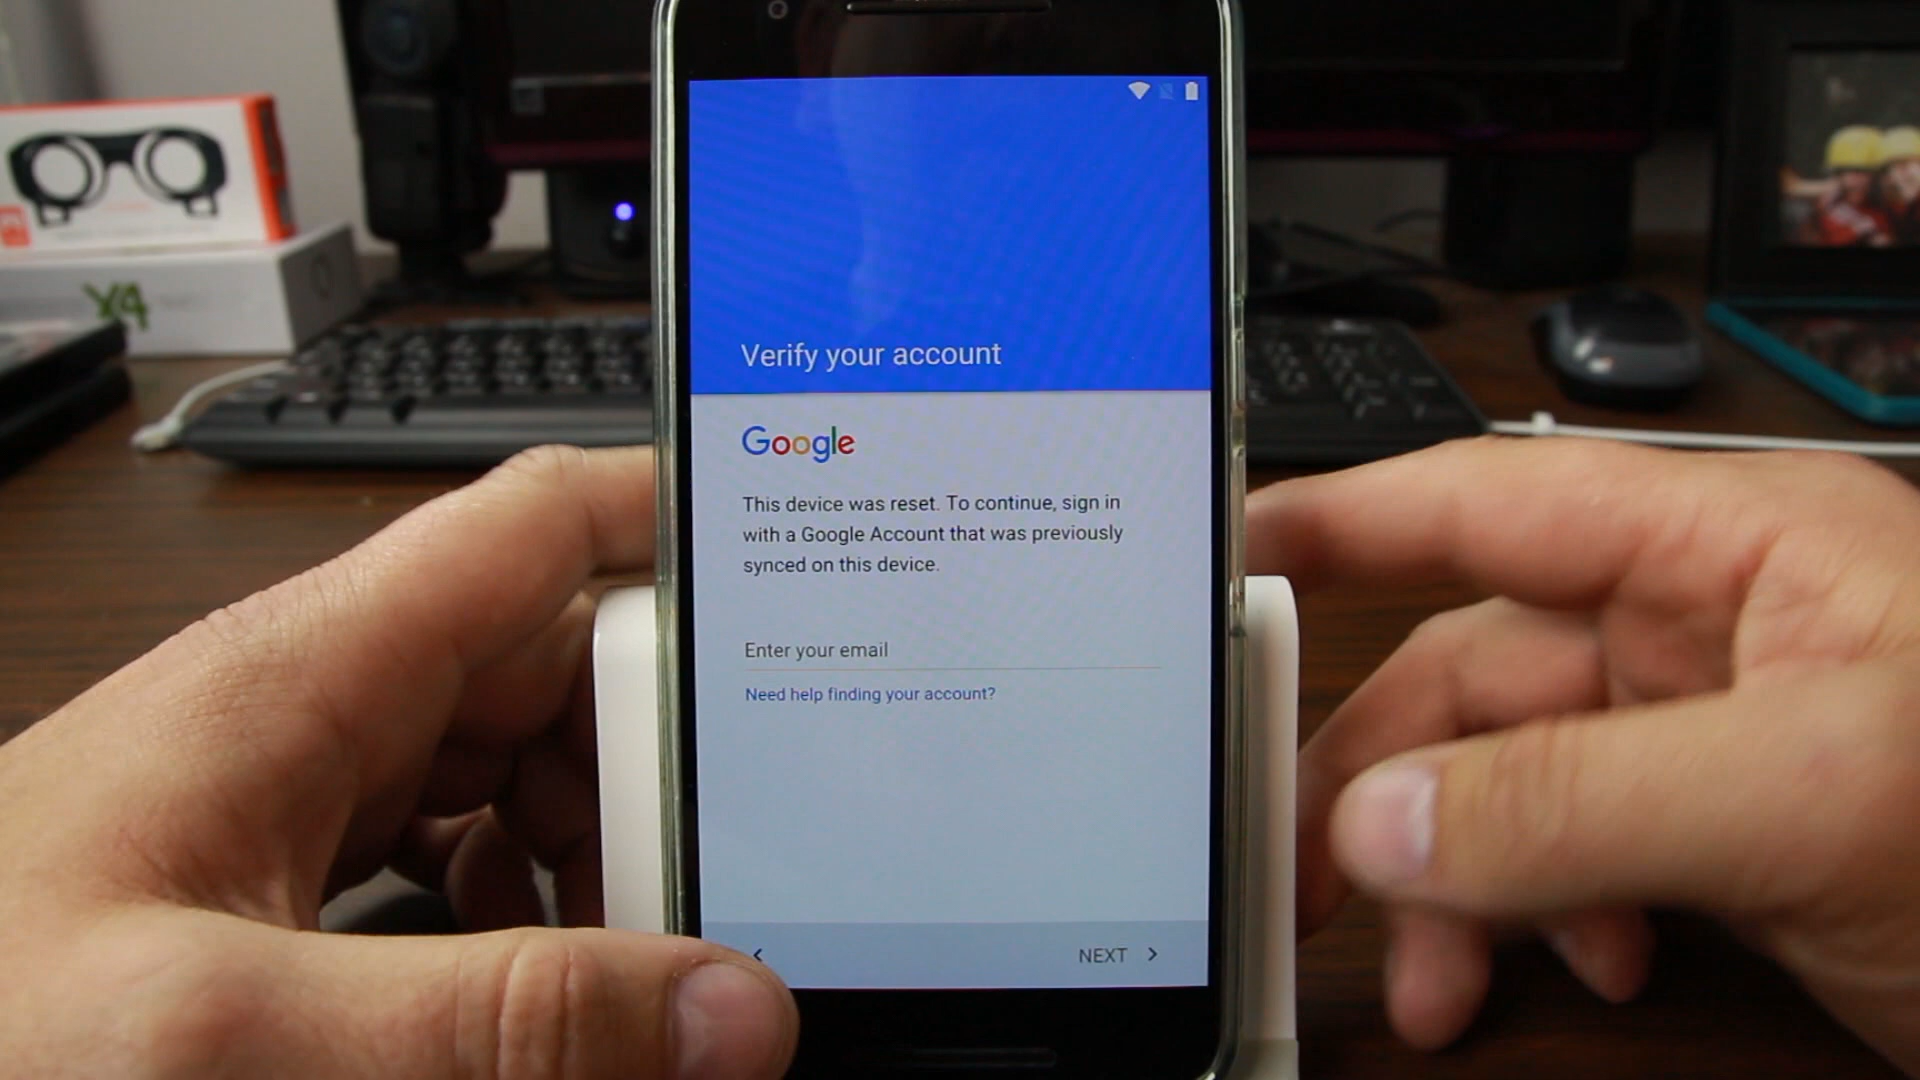 Verify your account
Google
This device was reset. To continue, sign in
with a Google Account that was previously
synced on this device.
Enter your email
Need help finding your account?
NEXT
X4